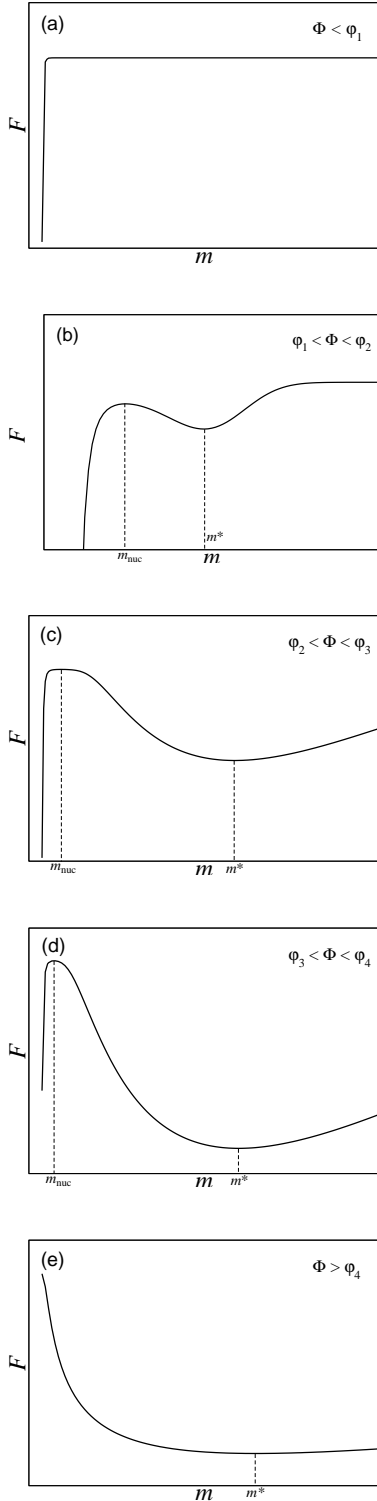 (a)
Φ < φ1
F
m
(b)
φ1 < Φ < φ2
F
m*
mnuc
m
(c)
φ2 < Φ < φ3
F
mnuc
m
m*
(d)
φ3 < Φ < φ4
F
mnuc
m
m*
(e)
Φ > φ4
F
m
m*